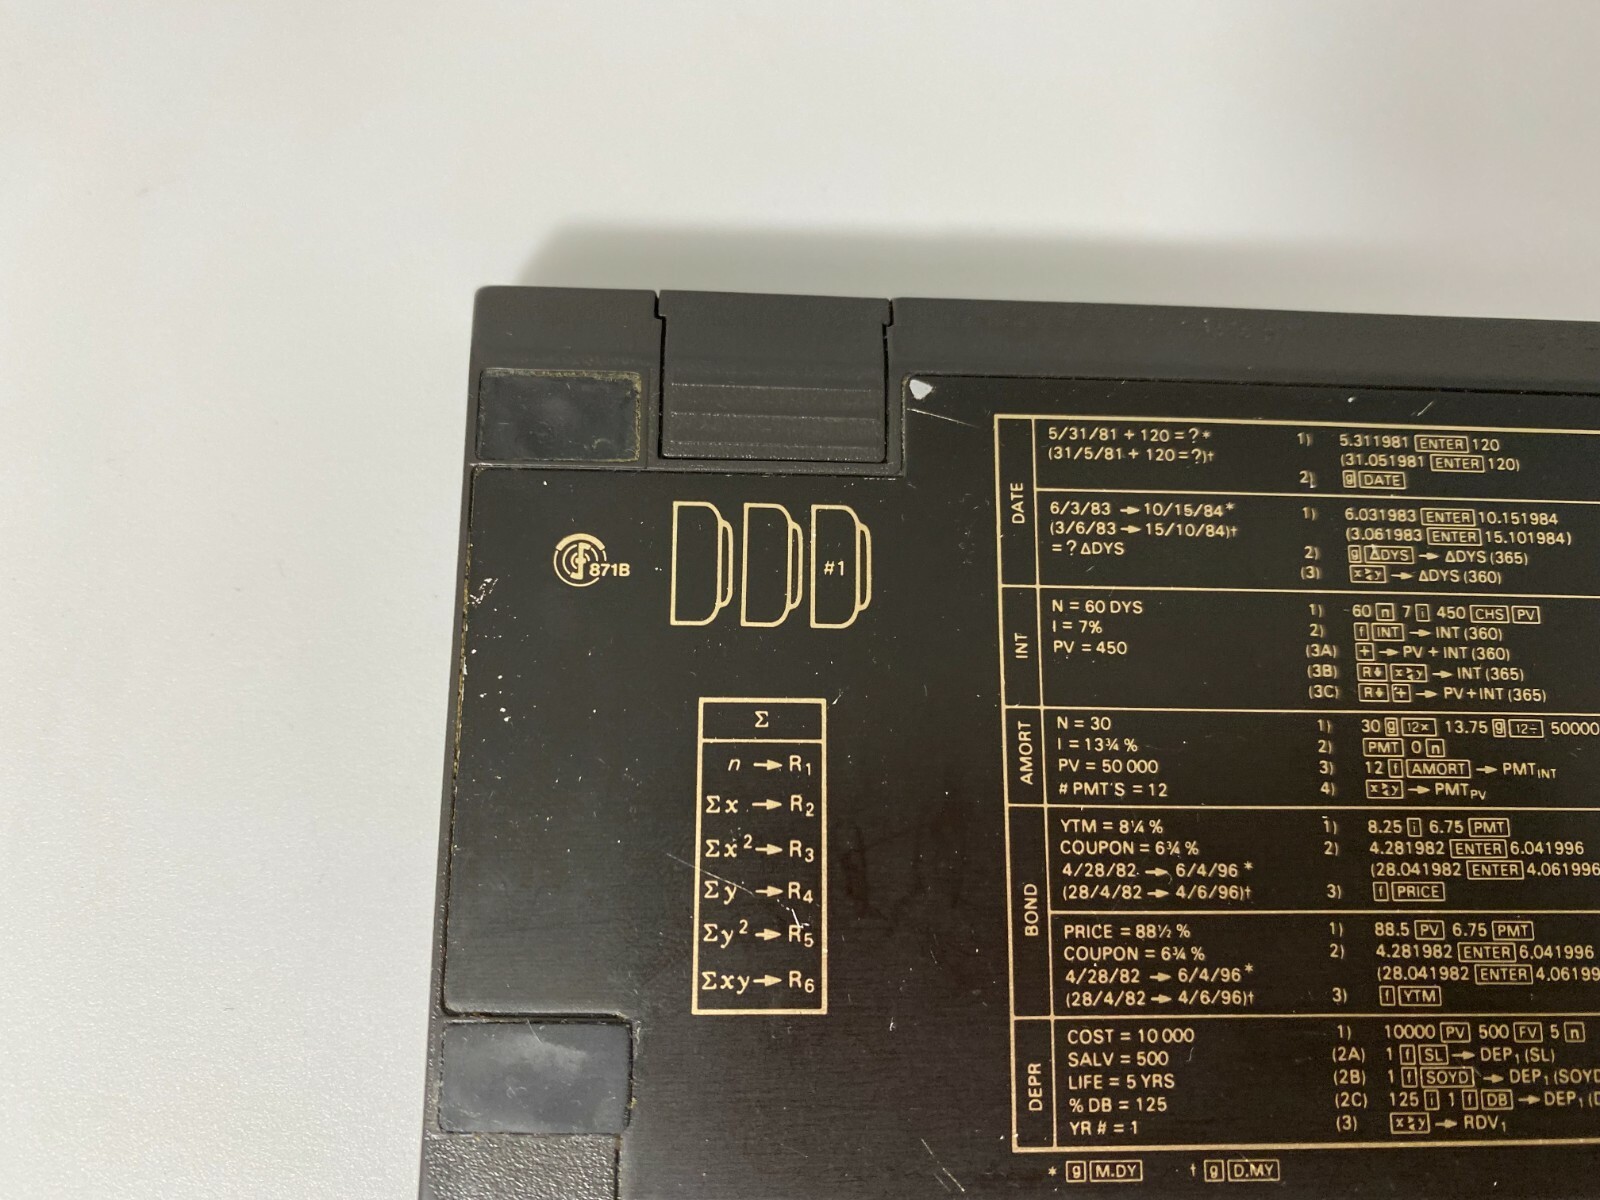 871B
#1
Σ
n → R1
Σx → R2
Σx² → R3
Σy → R4
Σy² → R5
Σxy → R6
DATE
5/31/81 + 120 = ?* 1) 5.311981 ENTER 120
(31/5/81 + 120 = ?)† (31.051981 ENTER 120)
2) g DATE
6/3/83 → 10/15/84* 1) 6.031983 ENTER 10.151984
(3/6/83 → 15/10/84)† (3.061983 ENTER 15.101984)
= ? ΔDYS 2) g ΔDYS → ΔDYS (365)
(3) x≷y → ΔDYS (360)
INT
N = 60 DYS 1) 60 n 7 i 450 CHS PV
I = 7% 2) f INT → INT (360)
PV = 450 (3A) + → PV + INT (360)
(3B) R↓ x≷y → INT (365)
(3C) R↓ + → PV + INT (365)
AMORT
N = 30 1) 30 g 12× 13.75 g 12÷ 50000
I = 13¾ % 2) PMT 0 n
PV = 50 000 3) 12 f AMORT → PMT INT
# PMT'S = 12 4) x≷y → PMT PV
BOND
YTM = 8¼ % 1) 8.25 i 6.75 PMT
COUPON = 6¾ % 2) 4.281982 ENTER 6.041996
4/28/82 → 6/4/96 * (28.041982 ENTER 4.061996
(28/4/82 → 4/6/96)† 3) f PRICE
PRICE = 88½ % 1) 88.5 PV 6.75 PMT
COUPON = 6¾ % 2) 4.281982 ENTER 6.041996
4/28/82 → 6/4/96* (28.041982 ENTER 4.06199
(28/4/82 → 4/6/96)† 3) f YTM
DEPR
COST = 10 000 1) 10000 PV 500 FV 5 n
SALV = 500 (2A) 1 f SL → DEP1 (SL)
LIFE = 5 YRS (2B) 1 f SOYD → DEP1 (SOYD
% DB = 125 (2C) 125 i 1 f DB → DEP1 (D
YR # = 1 (3) x≷y → RDV1
* g M.DY † g D.MY